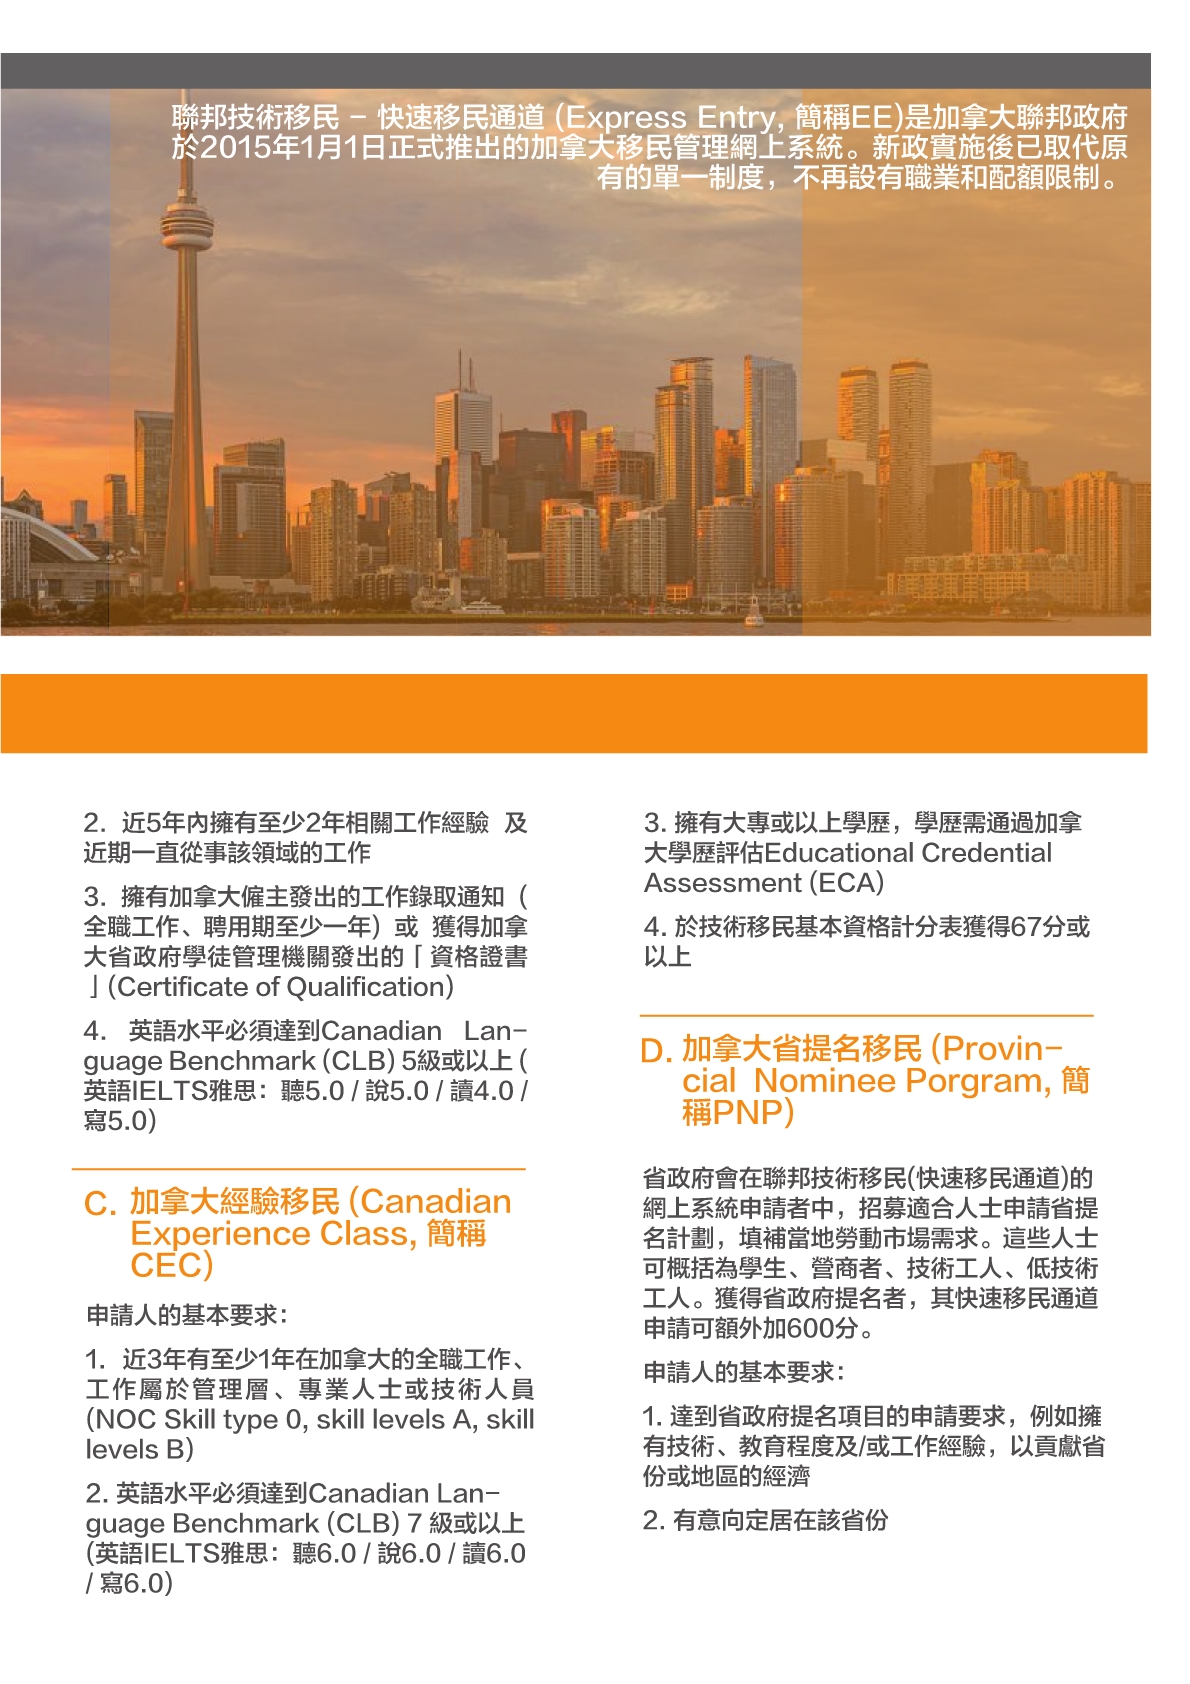 聯邦技術移民 - 快速移民通道 (Express Entry, 簡稱EE)是加拿大聯邦政府
於2015年1月1日正式推出的加拿大移民管理網上系統。新政實施後已取代原
有的單一制度，不再設有職業和配額限制。
2. 近5年內擁有至少2年相關工作經驗 及
近期一直從事該領域的工作
3. 擁有加拿大僱主發出的工作錄取通知（
全職工作、聘用期至少一年）或 獲得加拿
大省政府學徒管理機關發出的「資格證書
」(Certificate of Qualification)
4. 英語水平必須達到Canadian Lan-
guage Benchmark (CLB) 5級或以上 (
英語IELTS雅思：聽5.0 / 說5.0 / 讀4.0 /
寫5.0)
C. 加拿大經驗移民 (Canadian
Experience Class, 簡稱
CEC)
申請人的基本要求：
1. 近3年有至少1年在加拿大的全職工作、
工作屬於管理層、專業人士或技術人員
(NOC Skill type 0, skill levels A, skill
levels B)
2. 英語水平必須達到Canadian Lan-
guage Benchmark (CLB) 7 級或以上
(英語IELTS雅思：聽6.0 / 說6.0 / 讀6.0
/ 寫6.0)
3. 擁有大專或以上學歷，學歷需通過加拿
大學歷評估Educational Credential
Assessment (ECA)
4. 於技術移民基本資格計分表獲得67分或
以上
D. 加拿大省提名移民 (Provin-
cial Nominee Porgram, 簡
稱PNP)
省政府會在聯邦技術移民(快速移民通道)的
網上系統申請者中，招募適合人士申請省提
名計劃，填補當地勞動市場需求。這些人士
可概括為學生、營商者、技術工人、低技術
工人。獲得省政府提名者，其快速移民通道
申請可額外加600分。
申請人的基本要求：
1. 達到省政府提名項目的申請要求，例如擁
有技術、教育程度及/或工作經驗，以貢獻省
份或地區的經濟
2. 有意向定居在該省份